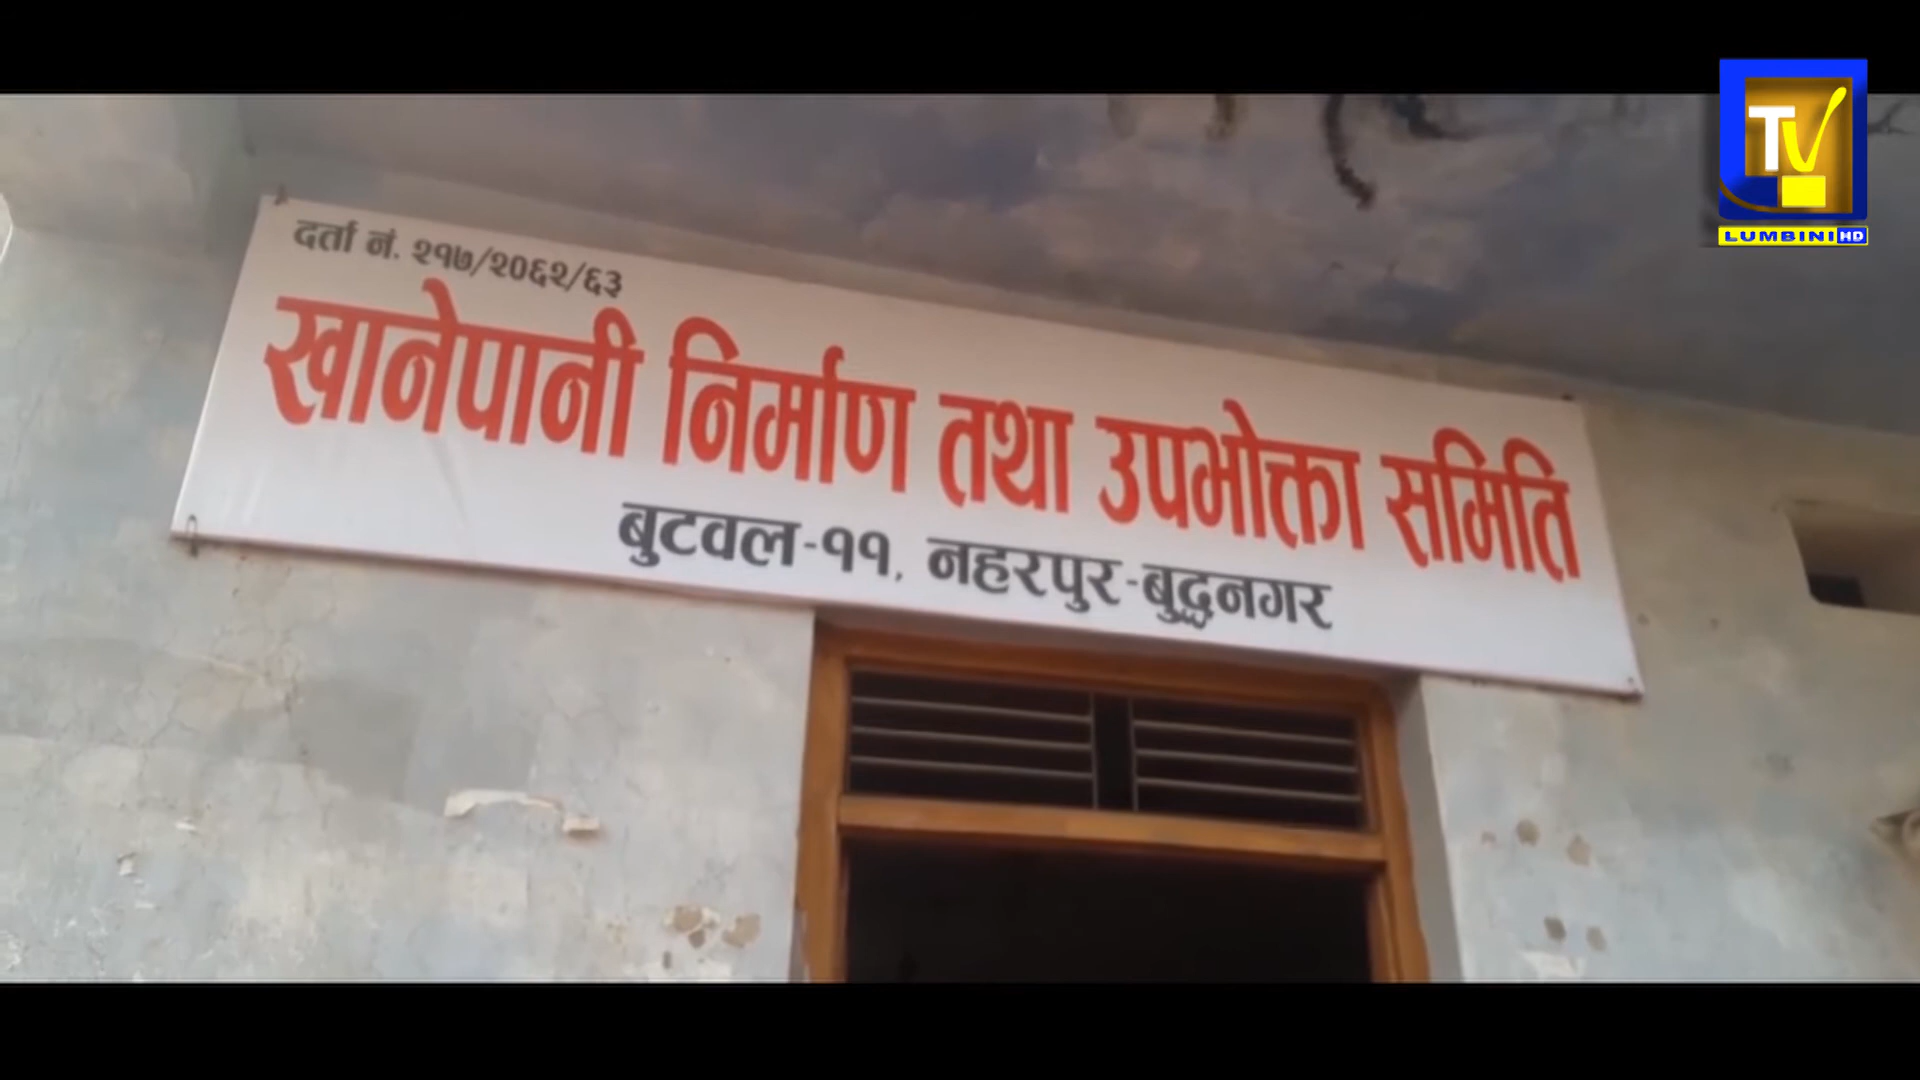 दर्ता नं. २१७/२०६२/६३
खानेपानी निर्माण तथा उपभोक्ता समिति
बुटवल-११, नहरपुर-बुद्धनगर
TV
LUMBINI HD